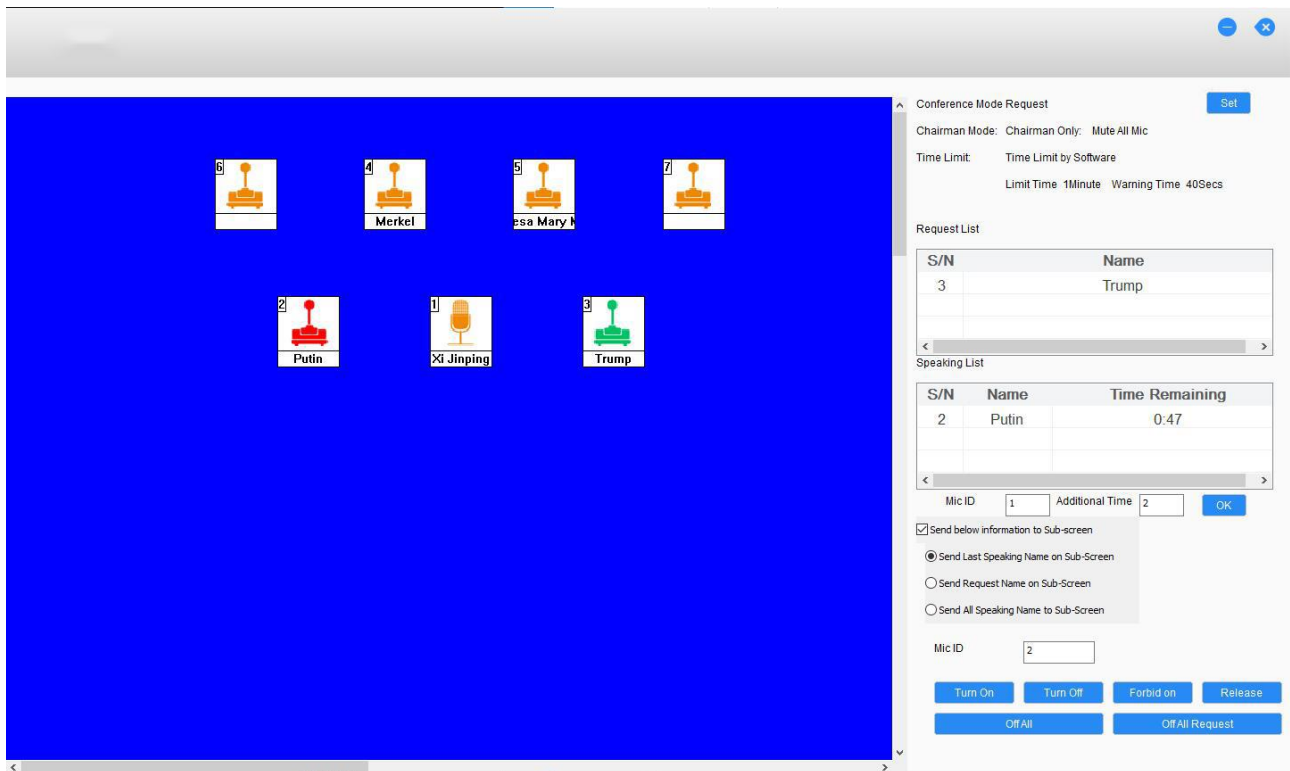 Conference Mode Request
Set
Chairman Mode: Chairman Only: Mute All Mic
Time Limit: Time Limit by Software
Limit Time 1Minute Warning Time 40Secs
6
4
5
7
Merkel
esa Mary M
Request List
S/N Name
3 Trump
2
1
3
Putin
Xi Jinping
Trump
Speaking List
S/N Name Time Remaining
2 Putin 0:47
Mic ID 1 Additional Time 2 OK
Send below information to Sub-screen
Send Last Speaking Name on Sub-Screen
Send Request Name on Sub-Screen
Send All Speaking Name to Sub-Screen
Mic ID 2
Turn On Turn Off Forbid on Release
Off All Off All Request